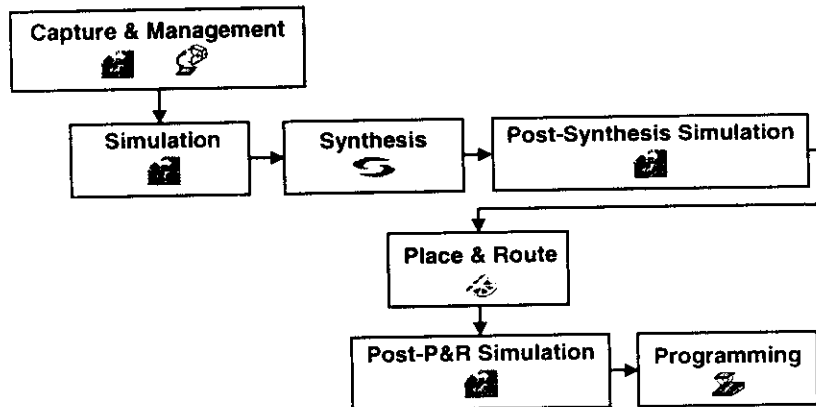 Capture & Management
Simulation
Synthesis
Post-Synthesis Simulation
Place & Route
Post-P&R Simulation
Programming